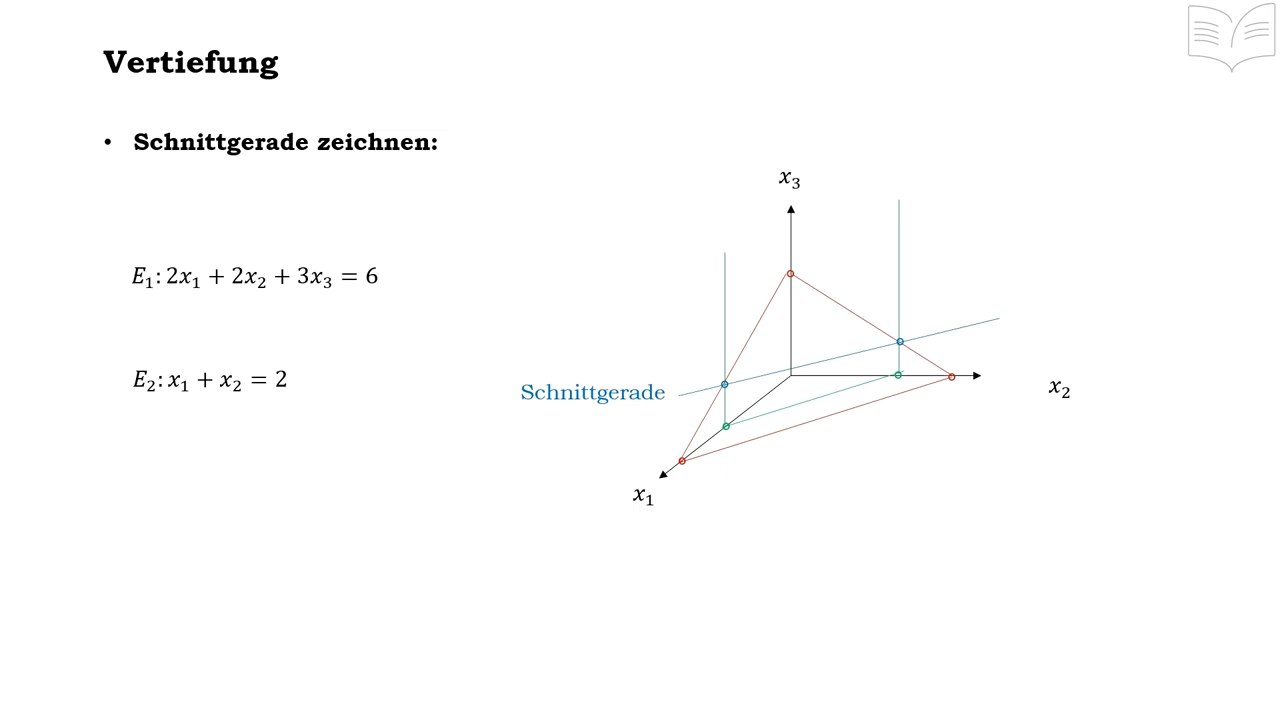 Vertiefung
• Schnittgerade zeichnen:
x₃
E₁: 2x₁ + 2x₂ + 3x₃ = 6
E₂: x₁ + x₂ = 2
Schnittgerade
x₂
x₁